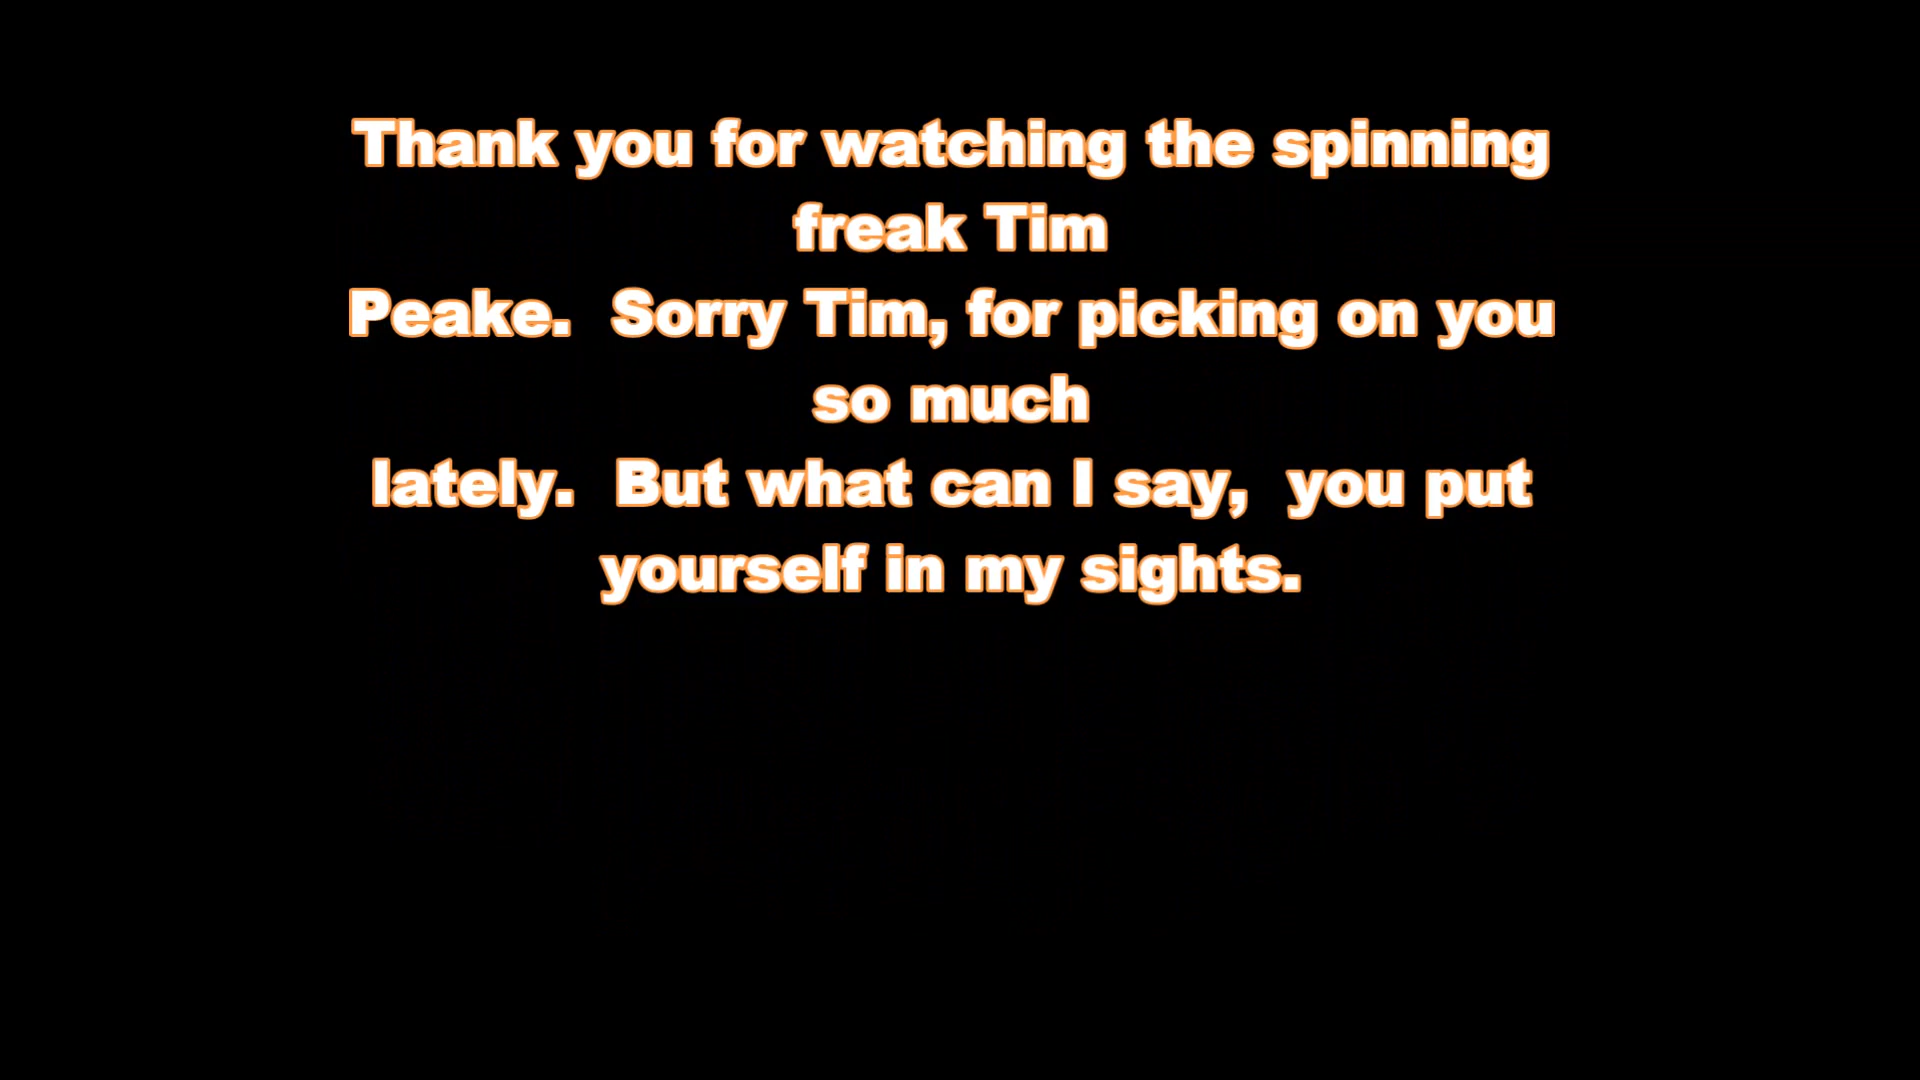 Thank you for watching the spinning
freak Tim
Peake.  Sorry Tim, for picking on you
so much
lately.  But what can I say,  you put
yourself in my sights.